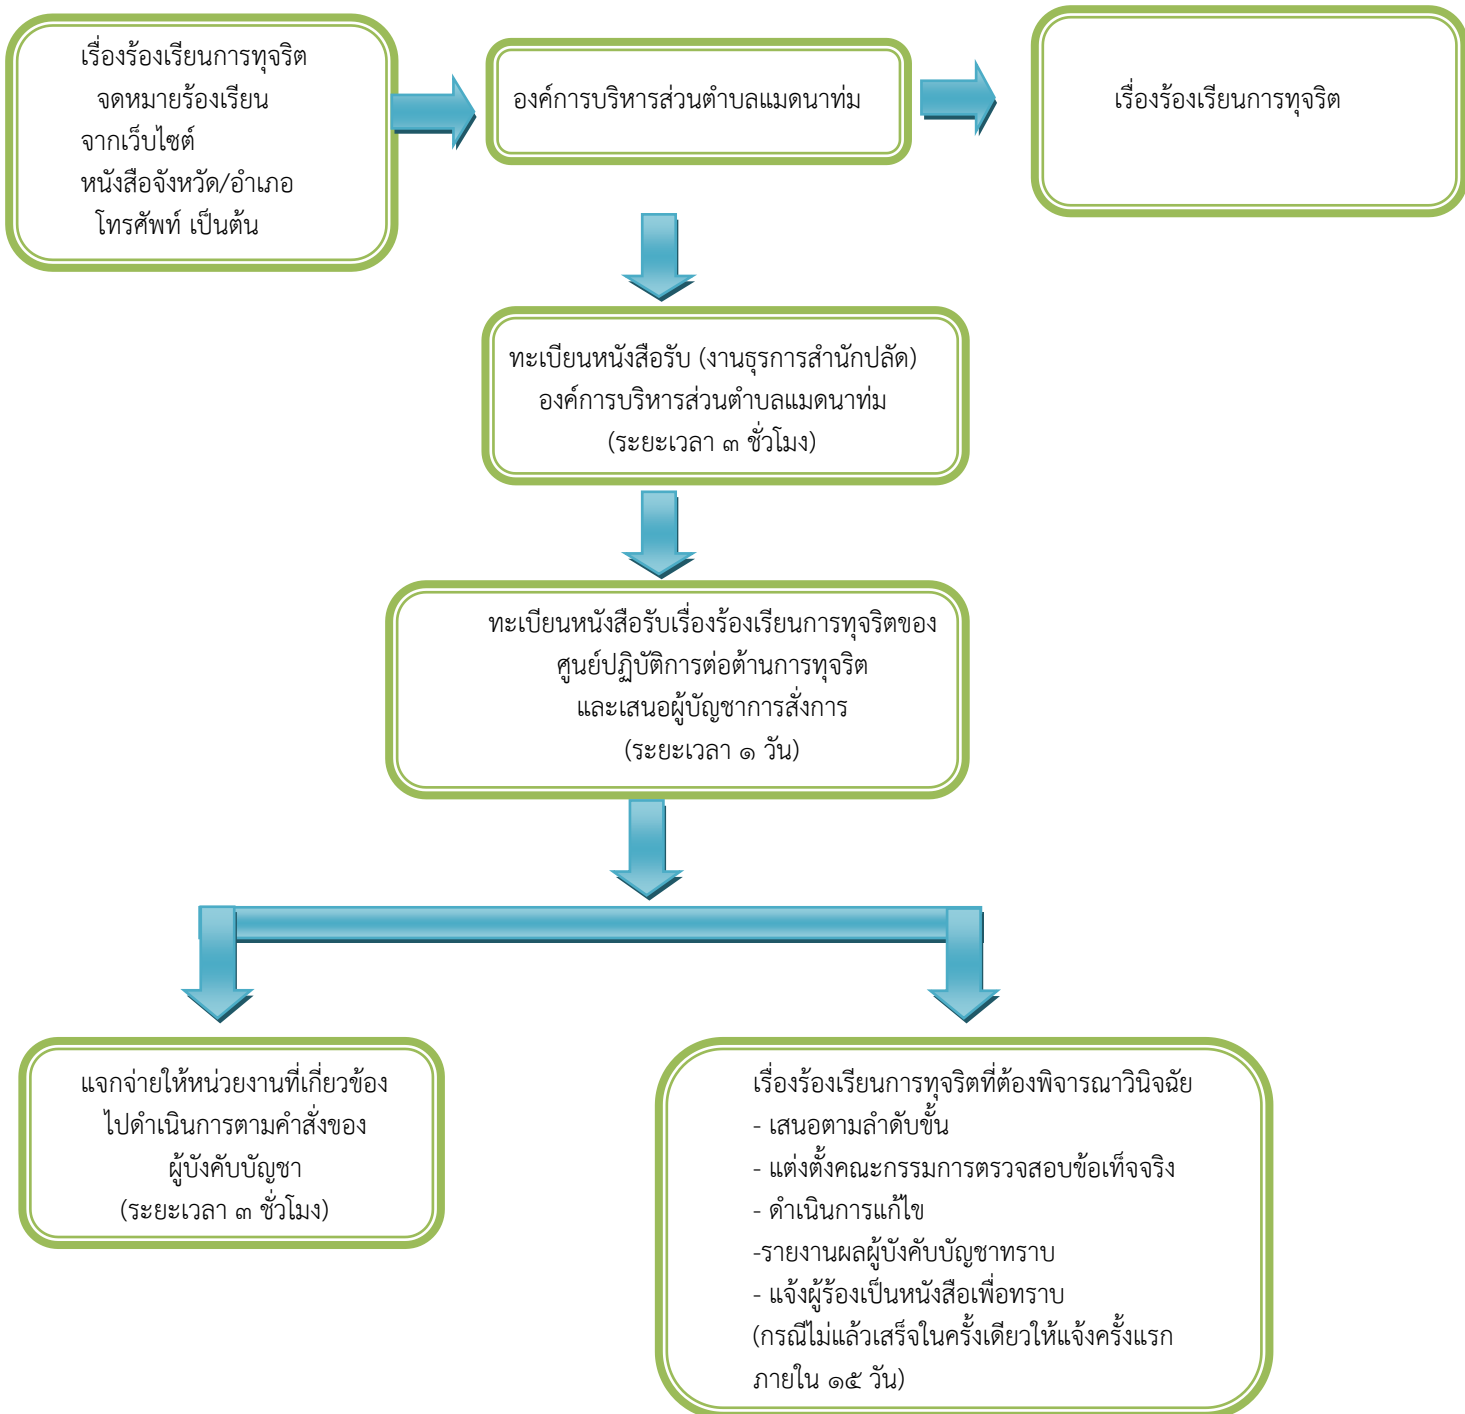 เรื่องร้องเรียนการทุจริต
จดหมายร้องเรียน
จากเว็บไซต์
หนังสือจังหวัด/อำเภอ
โทรศัพท์ เป็นต้น
องค์การบริหารส่วนตำบลแมดนาท่ม
เรื่องร้องเรียนการทุจริต
ทะเบียนหนังสือรับ (งานธุรการสำนักปลัด)
องค์การบริหารส่วนตำบลแมดนาท่ม
(ระยะเวลา ๓ ชั่วโมง)
ทะเบียนหนังสือรับเรื่องร้องเรียนการทุจริตของ
ศูนย์ปฏิบัติการต่อต้านการทุจริต
และเสนอผู้บัญชาการสั่งการ
(ระยะเวลา ๑ วัน)
แจกจ่ายให้หน่วยงานที่เกี่ยวข้อง
ไปดำเนินการตามคำสั่งของ
ผู้บังคับบัญชา
(ระยะเวลา ๓ ชั่วโมง)
เรื่องร้องเรียนการทุจริตที่ต้องพิจารณาวินิจฉัย
- เสนอตามลำดับขั้น
- แต่งตั้งคณะกรรมการตรวจสอบข้อเท็จจริง
- ดำเนินการแก้ไข
-รายงานผลผู้บังคับบัญชาทราบ
- แจ้งผู้ร้องเป็นหนังสือเพื่อทราบ
(กรณีไม่แล้วเสร็จในครั้งเดียวให้แจ้งครั้งแรก
ภายใน ๑๕ วัน)